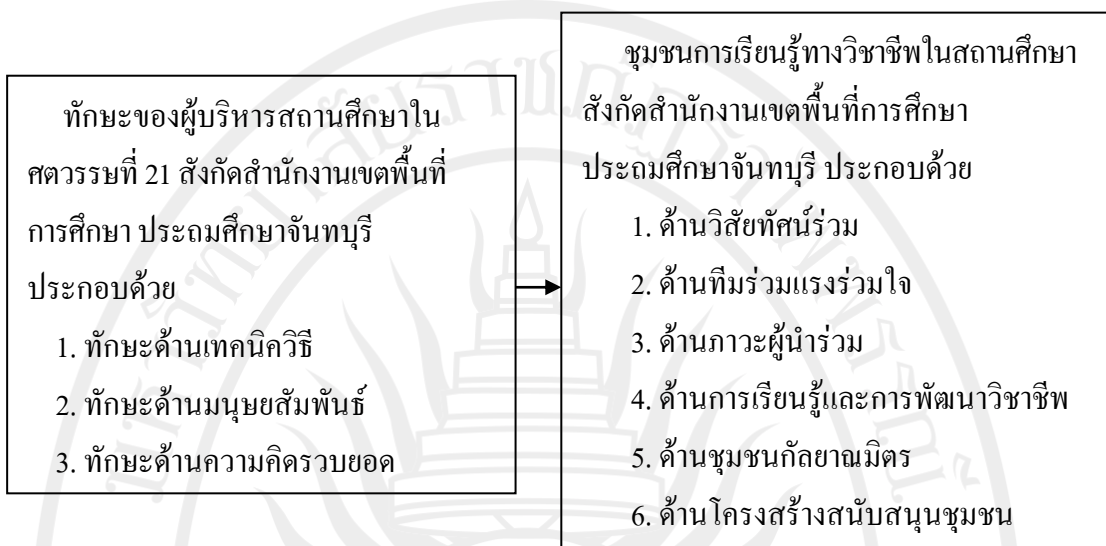 ทักษะของผู้บริหารสถานศึกษาใน
ศตวรรษที่ 21 สังกัดสำนักงานเขตพื้นที่
การศึกษา ประถมศึกษาจันทบุรี
ประกอบด้วย
1. ทักษะด้านเทคนิควิธี
2. ทักษะด้านมนุษยสัมพันธ์
3. ทักษะด้านความคิดรวบยอด
ชุมชนการเรียนรู้ทางวิชาชีพในสถานศึกษา
สังกัดสำนักงานเขตพื้นที่การศึกษา
ประถมศึกษาจันทบุรี ประกอบด้วย
1. ด้านวิสัยทัศน์ร่วม
2. ด้านทีมร่วมแรงร่วมใจ
3. ด้านภาวะผู้นำร่วม
4. ด้านการเรียนรู้และการพัฒนาวิชาชีพ
5. ด้านชุมชนกัลยาณมิตร
6. ด้านโครงสร้างสนับสนุนชุมชน